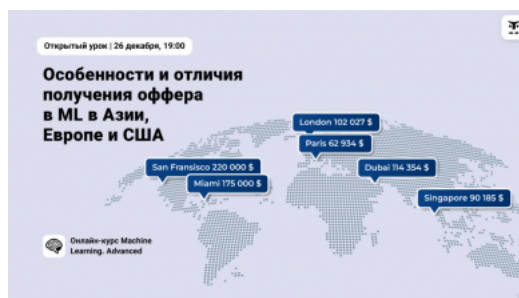 Открытый урок | 26 декабря, 19:00
Особенности и отличия
получения оффера
в ML в Азии,
Европе и США
London 102 027 $
Paris 62 934 $
San Fransisco 220 000 $
Dubai 114 354 $
Miami 175 000 $
Singapore 90 185 $
Онлайн-курс Machine
Learning. Advanced